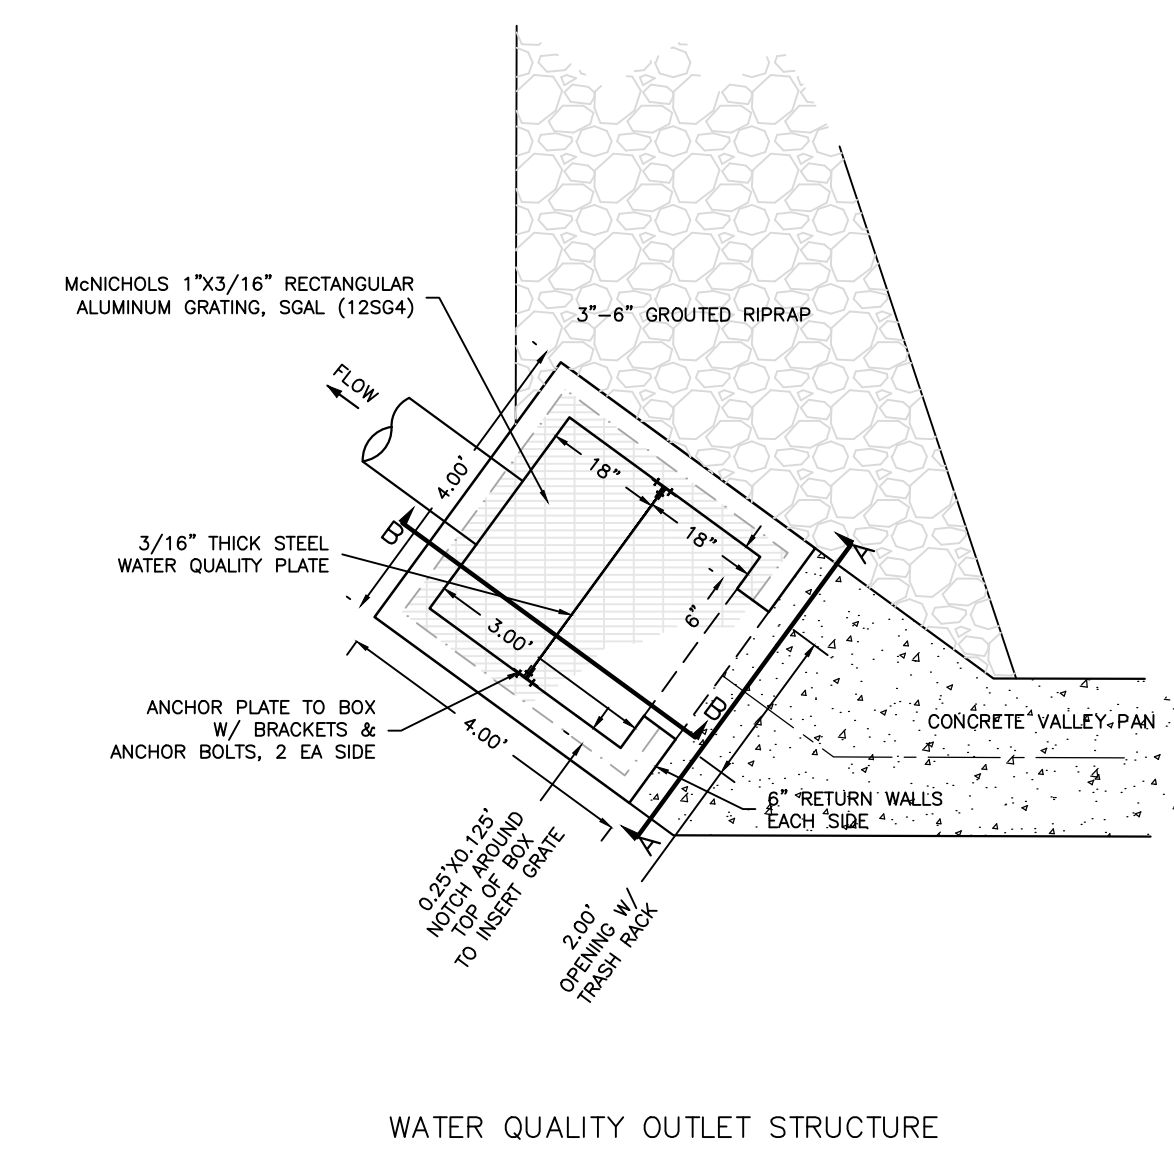 McNICHOLS 1"X3/16" RECTANGULAR
ALUMINUM GRATING, SGAL (12SG4)
3"-6" GROUTED RIPRAP
FLOW
4.00'
18"
18"
B
A
3/16" THICK STEEL
WATER QUALITY PLATE
3.00'
6"
ANCHOR PLATE TO BOX
W/ BRACKETS &
ANCHOR BOLTS, 2 EA SIDE
4.00'
B
CONCRETE VALLEY PAN
6" RETURN WALLS
EACH SIDE
A
0.25'X0.125'
NOTCH AROUND
TOP OF BOX
TO INSERT GRATE
2.00'
OPENING W/
TRASH RACK
WATER QUALITY OUTLET STRUCTURE